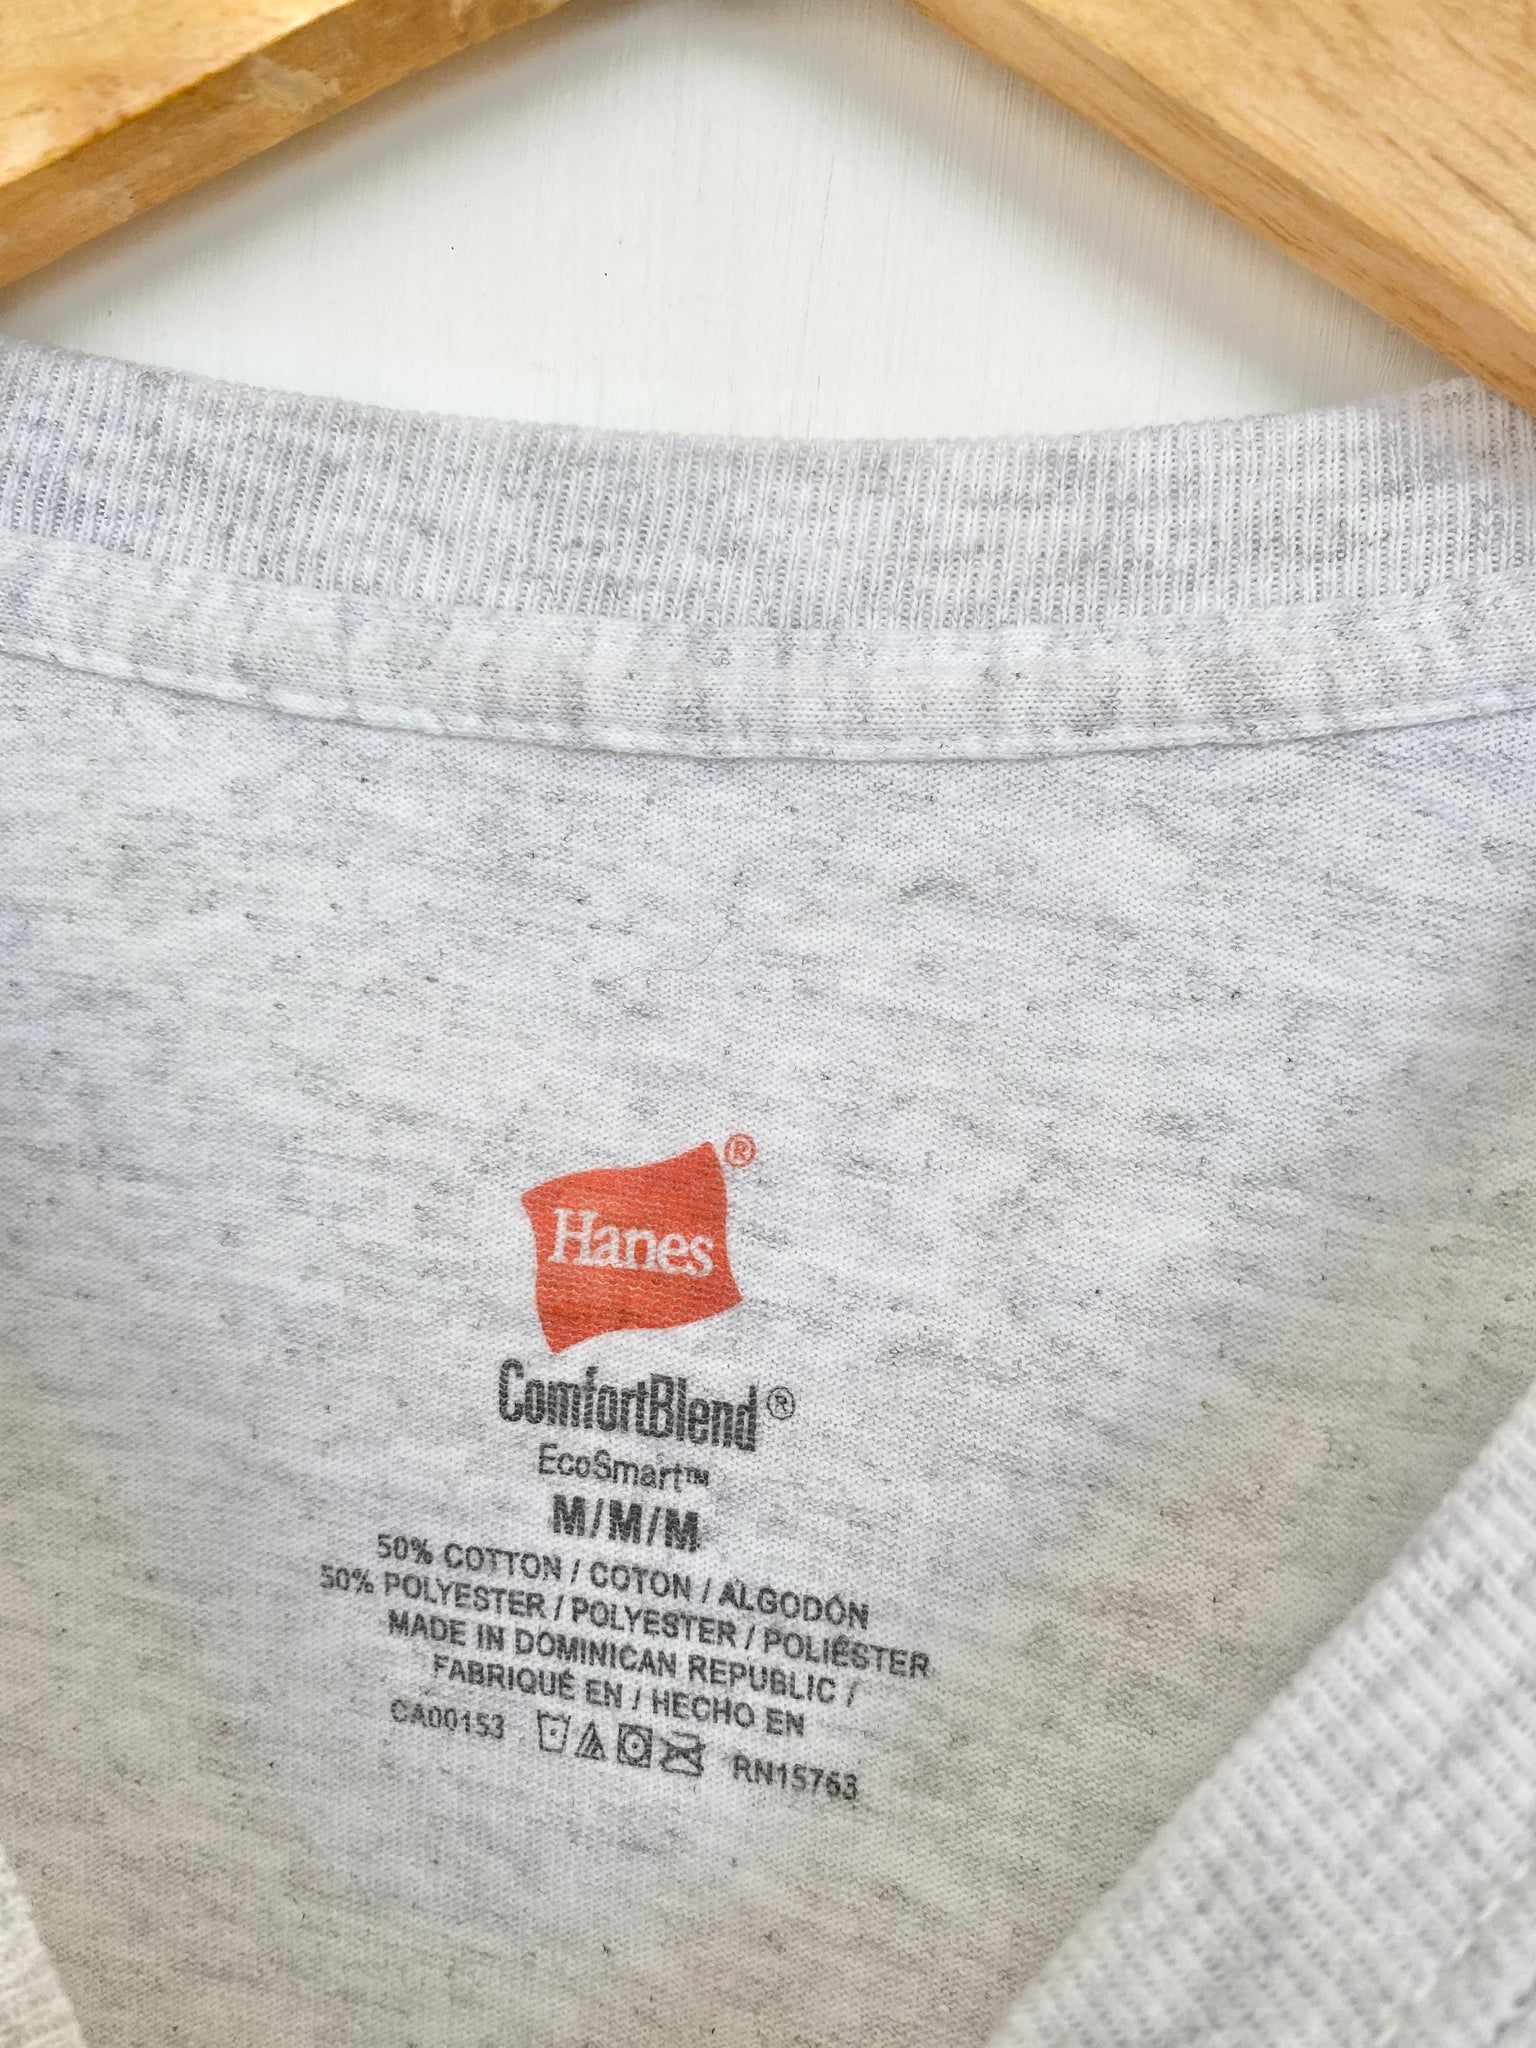 Hanes®
ComfortBlend®
EcoSmart™
M/M/M
50% COTTON / COTON / ALGODÓN
50% POLYESTER / POLYESTER / POLIÉSTER
MADE IN DOMINICAN REPUBLIC /
FABRIQUÉ EN / HECHO EN
CA00153 RN15763